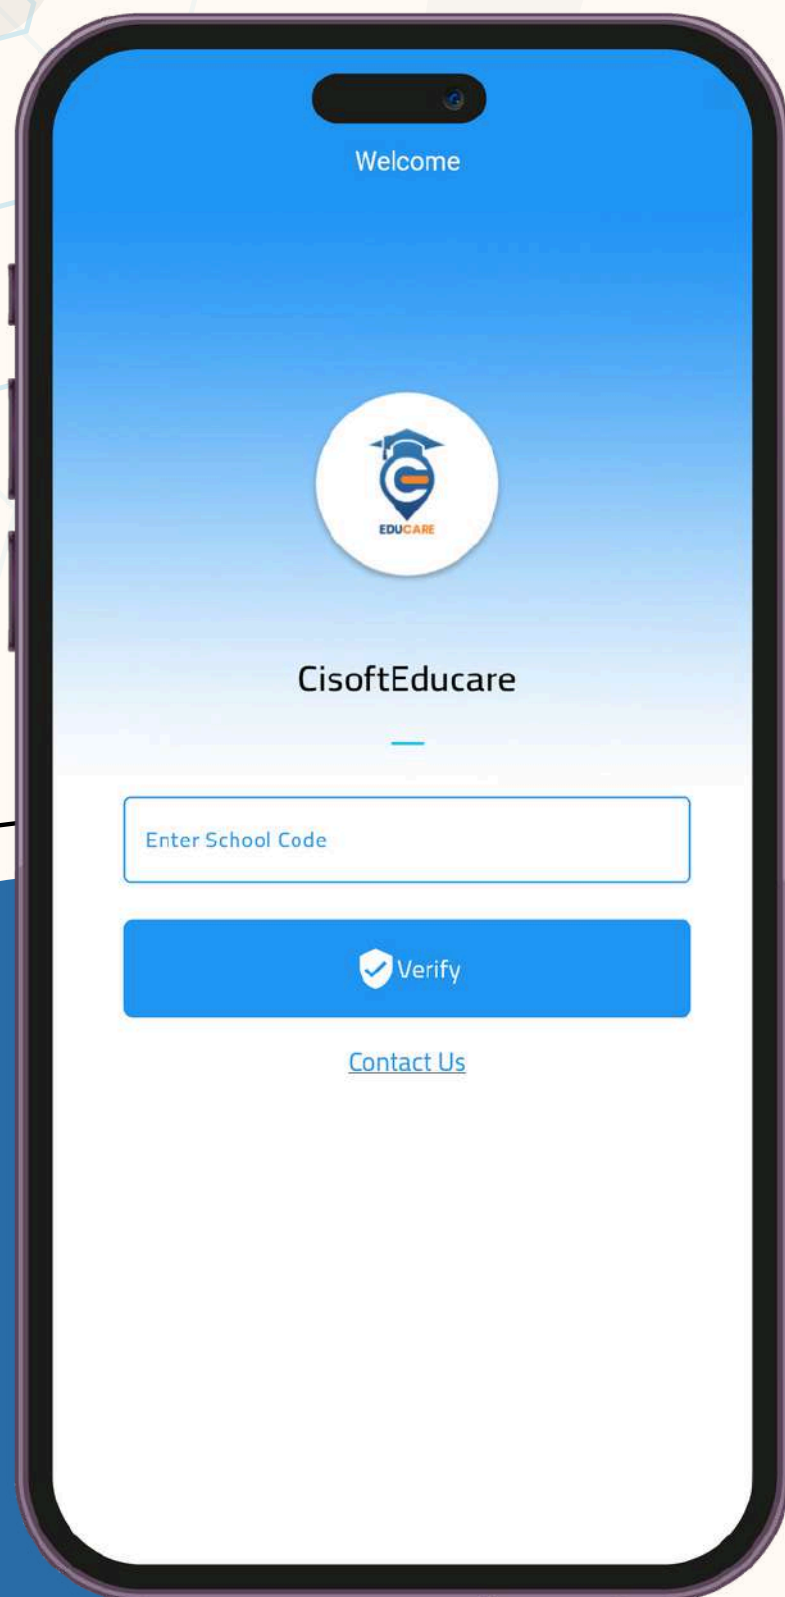 Welcome
EDUCARE
CisoftEducare
Enter School Code
Verify
Contact Us